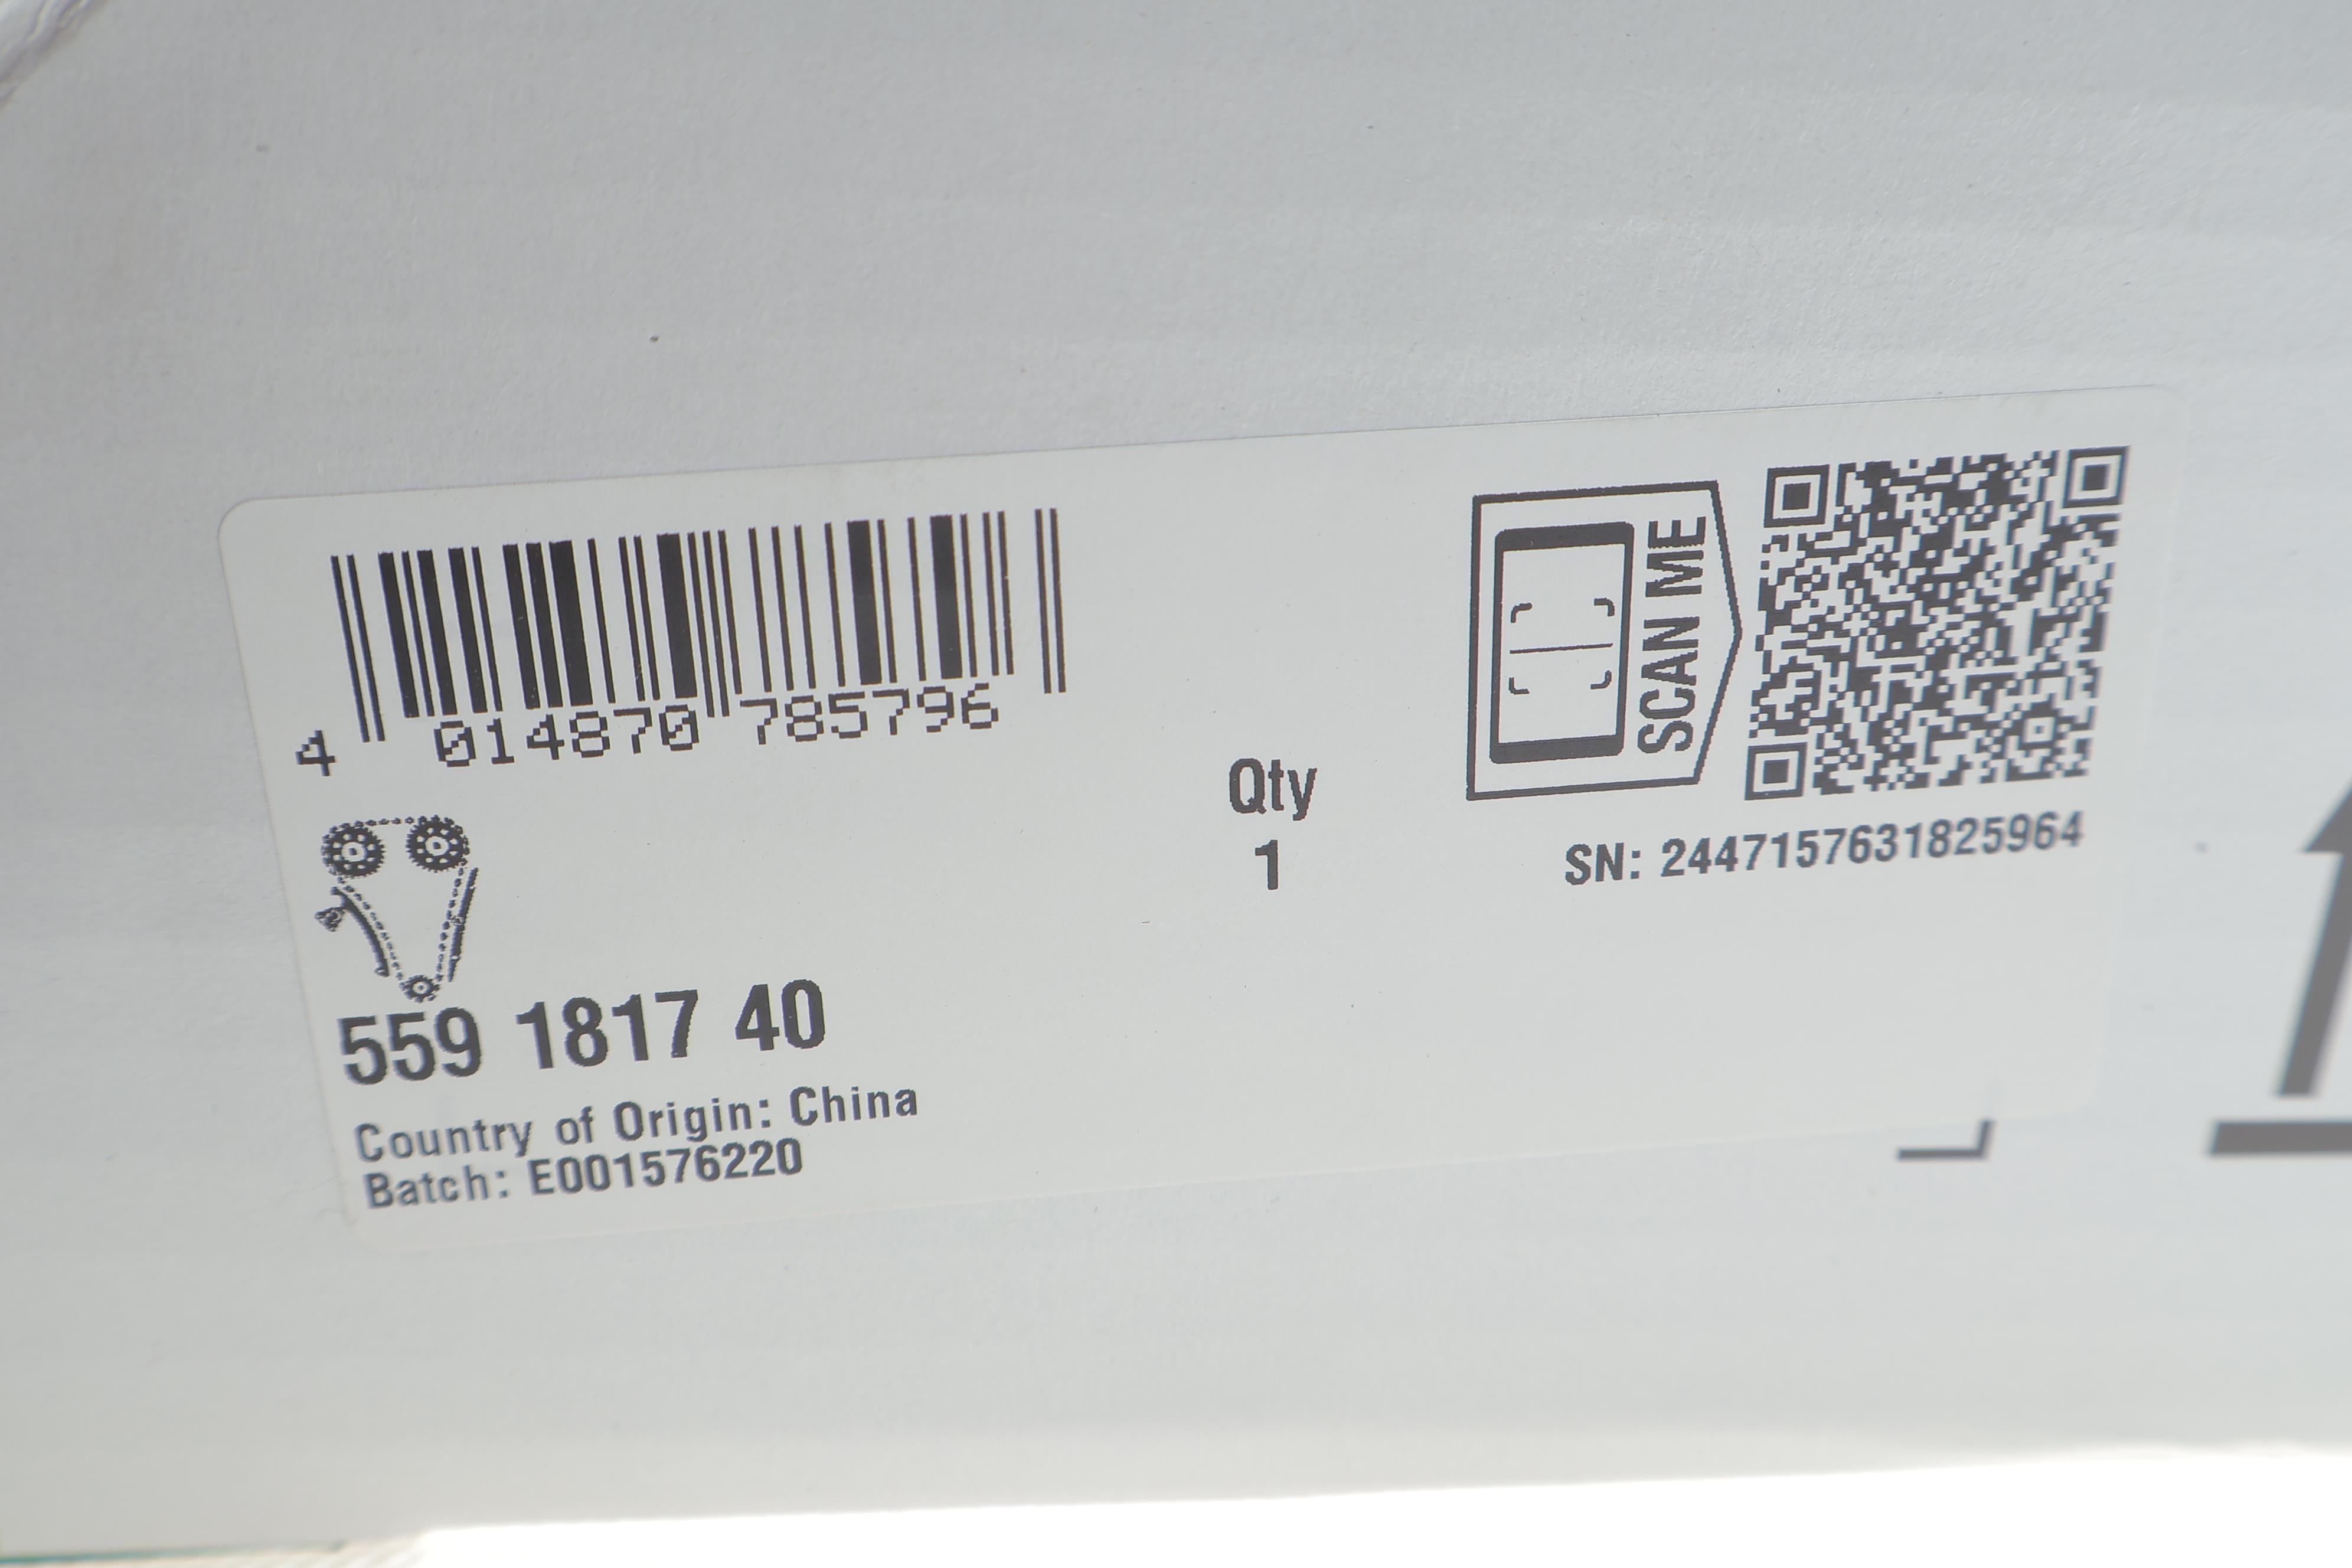 4 014870 785796
SCAN ME
Qty
1
SN: 2447157631825964
559 1817 40
Country of Origin: China
Batch: E001576220